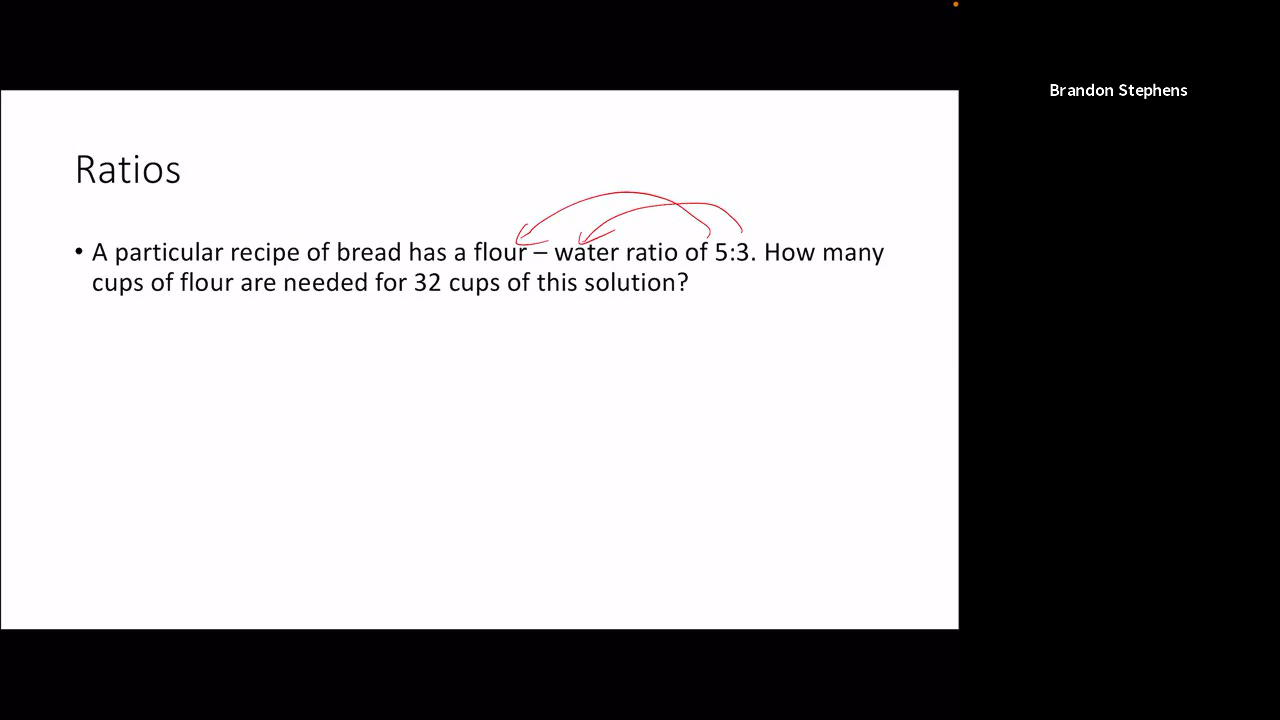 Brandon Stephens
Ratios
• A particular recipe of bread has a flour – water ratio of 5:3. How many
cups of flour are needed for 32 cups of this solution?